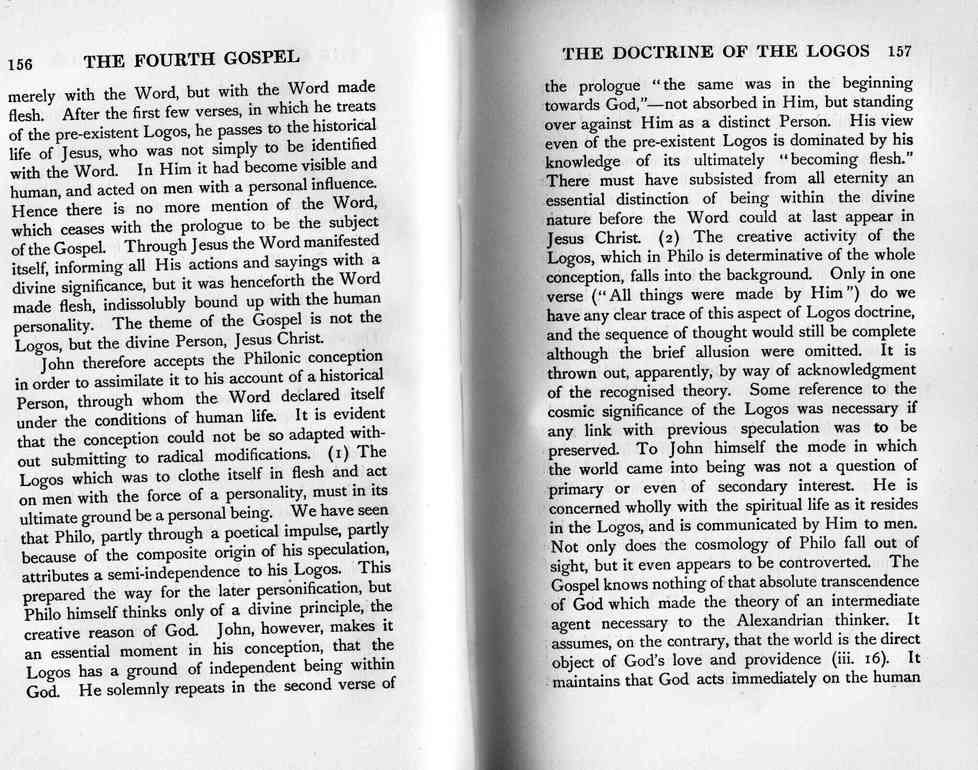 156 THE FOURTH GOSPEL
merely with the Word, but with the Word made
flesh. After the first few verses, in which he treats
of the pre-existent Logos, he passes to the historical
life of Jesus, who was not simply to be identified
with the Word. In Him it had become visible and
human, and acted on men with a personal influence.
Hence there is no more mention of the Word,
which ceases with the prologue to be the subject
of the Gospel. Through Jesus the Word manifested
itself, informing all His actions and sayings with a
divine significance, but it was henceforth the Word
made flesh, indissolubly bound up with the human
personality. The theme of the Gospel is not the
Logos, but the divine Person, Jesus Christ.
John therefore accepts the Philonic conception
in order to assimilate it to his account of a historical
Person, through whom the Word declared itself
under the conditions of human life. It is evident
that the conception could not be so adapted with-
out submitting to radical modifications. (1) The
Logos which was to clothe itself in flesh and act
on men with the force of a personality, must in its
ultimate ground be a personal being. We have seen
that Philo, partly through a poetical impulse, partly
because of the composite origin of his speculation,
attributes a semi-independence to his Logos. This
prepared the way for the later personification, but
Philo himself thinks only of a divine principle, the
creative reason of God. John, however, makes it
an essential moment in his conception, that the
Logos has a ground of independent being within
God. He solemnly repeats in the second verse of
THE DOCTRINE OF THE LOGOS 157
the prologue "the same was in the beginning
towards God,"—not absorbed in Him, but standing
over against Him as a distinct Person. His view
even of the pre-existent Logos is dominated by his
knowledge of its ultimately "becoming flesh."
There must have subsisted from all eternity an
essential distinction of being within the divine
nature before the Word could at last appear in
Jesus Christ. (2) The creative activity of the
Logos, which in Philo is determinative of the whole
conception, falls into the background. Only in one
verse ("All things were made by Him") do we
have any clear trace of this aspect of Logos doctrine,
and the sequence of thought would still be complete
although the brief allusion were omitted. It is
thrown out, apparently, by way of acknowledgment
of the recognised theory. Some reference to the
cosmic significance of the Logos was necessary if
any link with previous speculation was to be
preserved. To John himself the mode in which
the world came into being was not a question of
primary or even of secondary interest. He is
concerned wholly with the spiritual life as it resides
in the Logos, and is communicated by Him to men.
Not only does the cosmology of Philo fall out of
sight, but it even appears to be controverted. The
Gospel knows nothing of that absolute transcendence
of God which made the theory of an intermediate
agent necessary to the Alexandrian thinker. It
assumes, on the contrary, that the world is the direct
object of God's love and providence (iii. 16). It
maintains that God acts immediately on the human